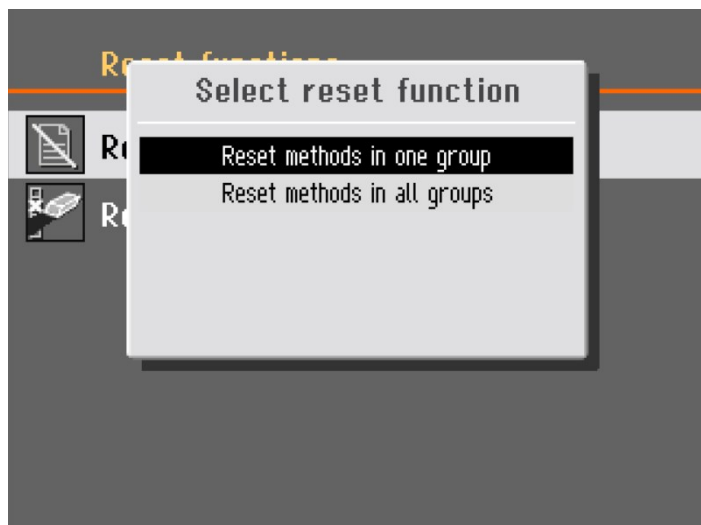 Select reset function
Reset methods in one group
Reset methods in all groups